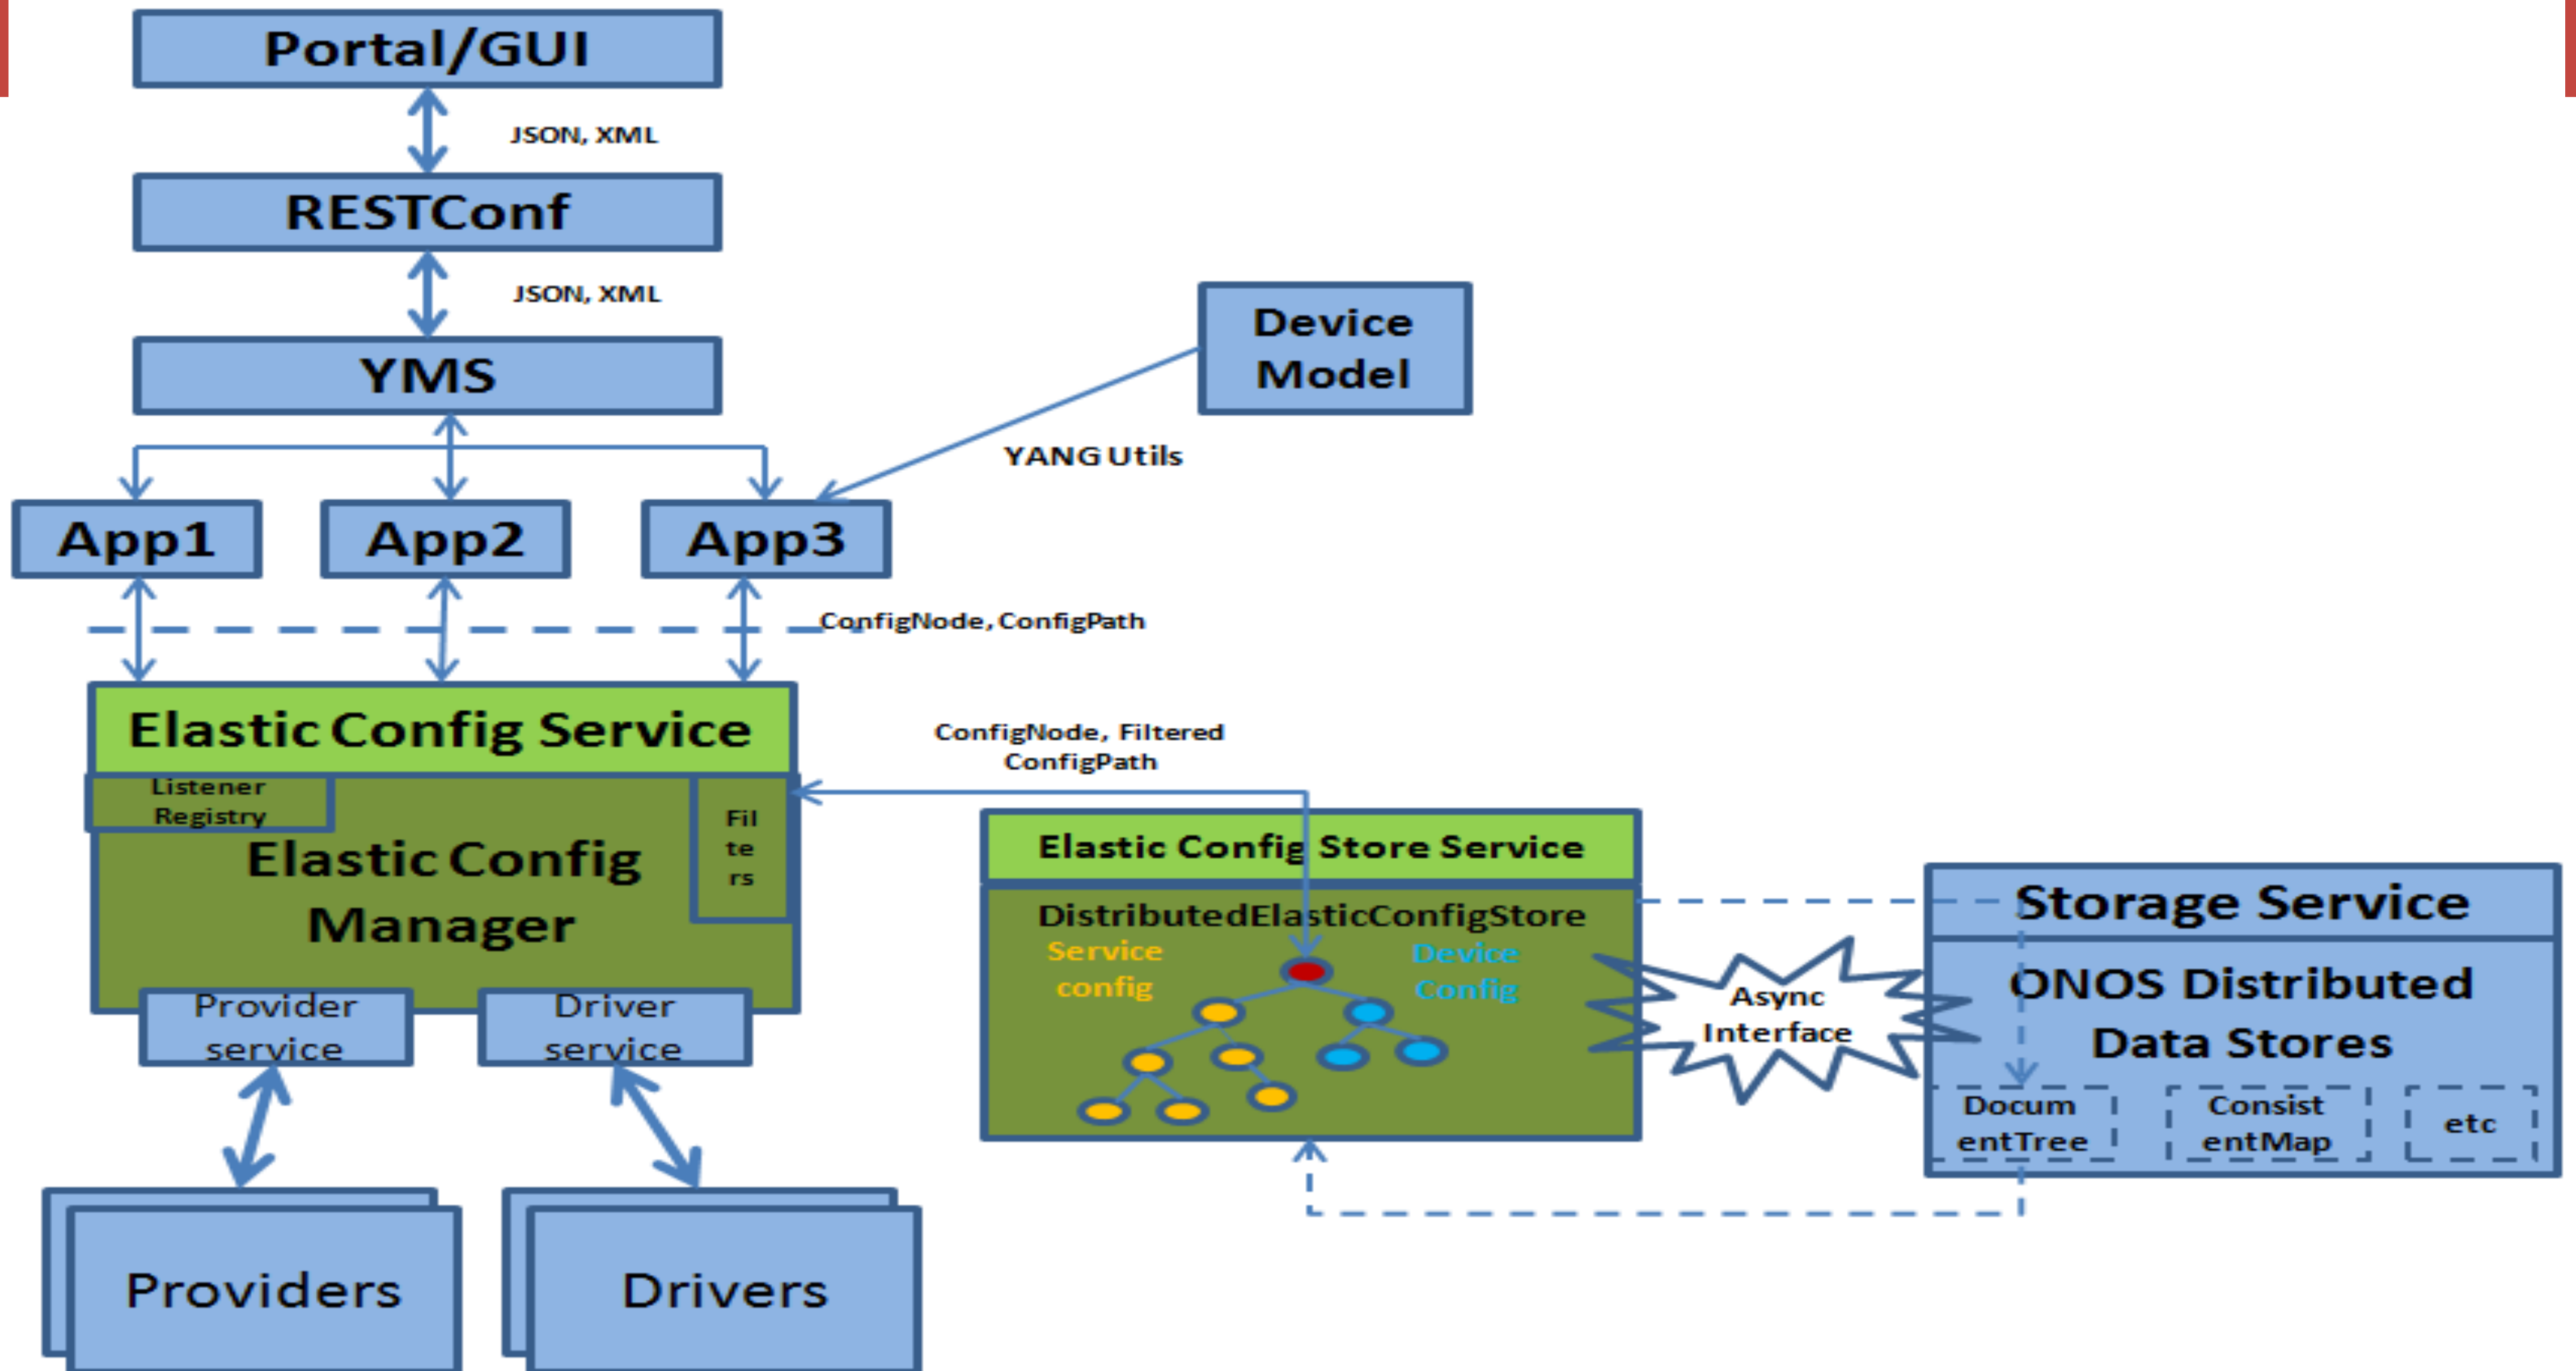 Portal/GUI
JSON, XML
RESTConf
JSON, XML
YMS
Device
Model
YANG Utils
App1
App2
App3
ConfigNode, ConfigPath
Elastic Config Service
Listener
Registry
Fil
te
rs
Elastic Config
Manager
Provider
service
Driver
service
Providers
Drivers
ConfigNode, Filtered
ConfigPath
Elastic Config Store Service
DistributedElasticConfigStore
Service
config
Device
Config
Async
Interface
Storage Service
ONOS Distributed
Data Stores
Docum
entTree
Consist
entMap
etc